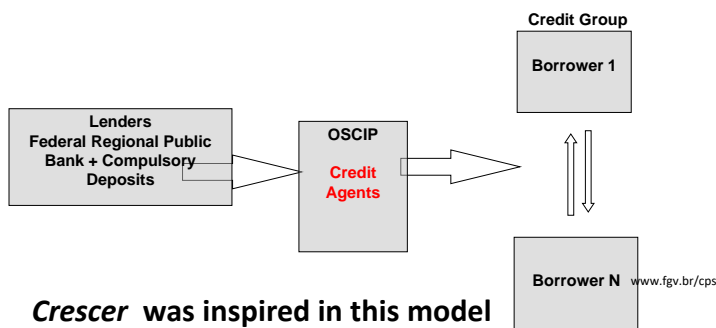 Credit Group
Borrower 1
Lenders
Federal Regional Public
Bank + Compulsory
Deposits
OSCIP
Credit
Agents
Borrower N
www.fgv.br/cps
Crescer was inspired in this model